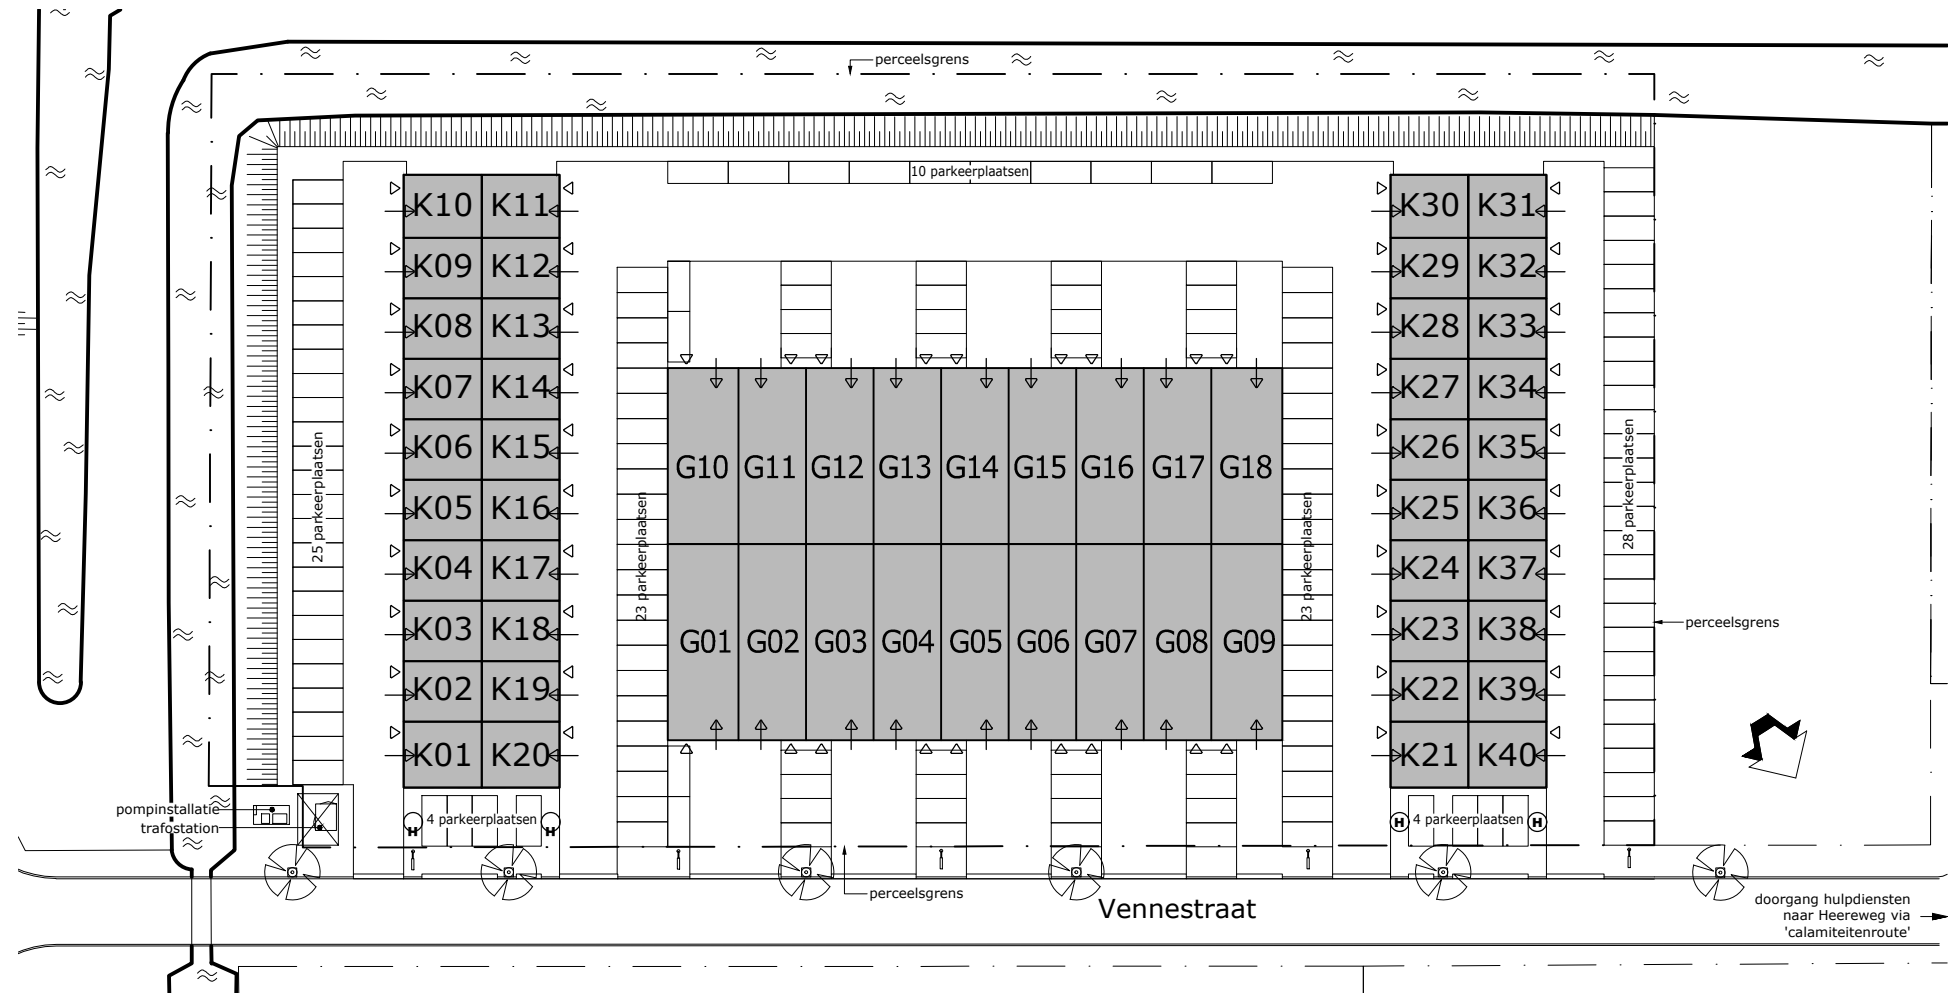 perceelsgrens
10 parkeerplaatsen
K10 K11
K09 K12
K08 K13
K07 K14
K06 K15
K05 K16
K04 K17
K03 K18
K02 K19
K01 K20
25 parkeerplaatsen
23 parkeerplaatsen
G10 G11 G12 G13 G14 G15 G16 G17 G18
G01 G02 G03 G04 G05 G06 G07 G08 G09
23 parkeerplaatsen
K30 K31
K29 K32
K28 K33
K27 K34
K26 K35
K25 K36
K24 K37
K23 K38
K22 K39
K21 K40
28 parkeerplaatsen
perceelsgrens
pompinstallatie
trafostation
H 4 parkeerplaatsen H
H 4 parkeerplaatsen H
perceelsgrens
Vennestraat
doorgang hulpdiensten
naar Heereweg via
'calamiteitenroute'